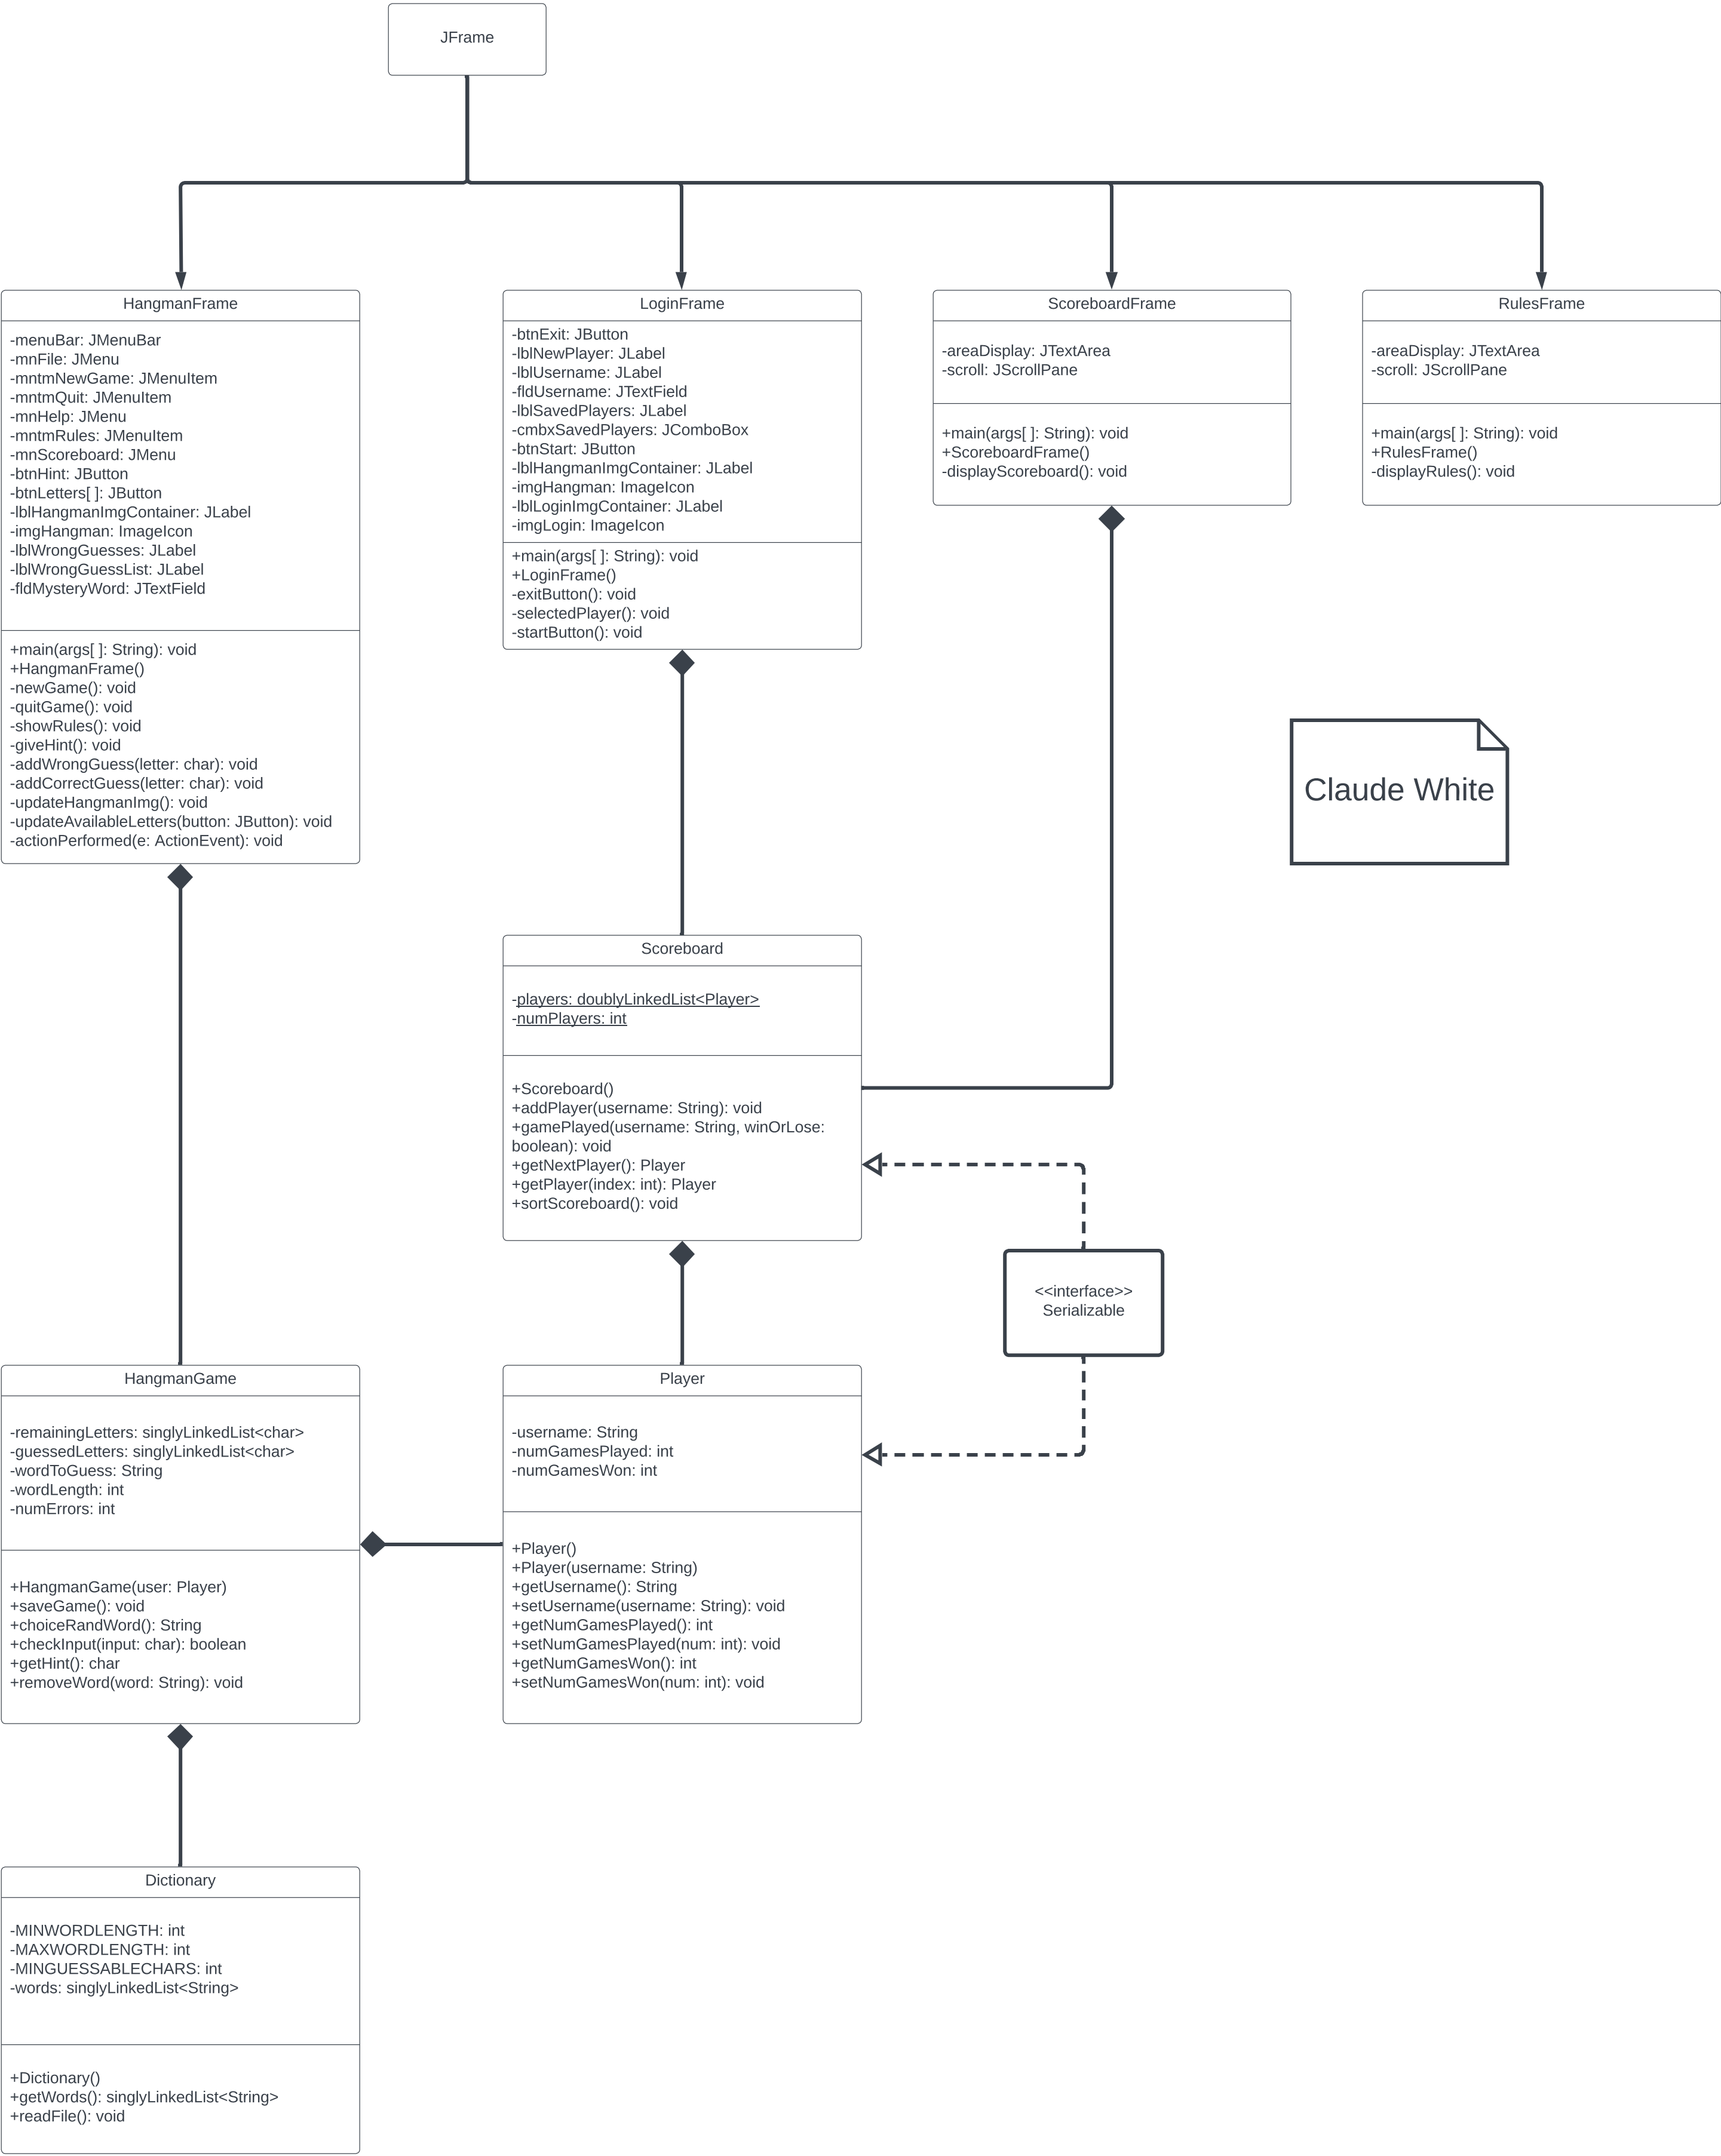 JFrame
HangmanFrame
-menuBar: JMenuBar
-mnFile: JMenu
-mntmNewGame: JMenuItem
-mntmQuit: JMenuItem
-mnHelp: JMenu
-mntmRules: JMenuItem
-mnScoreboard: JMenu
-btnHint: JButton
-btnLetters[ ]: JButton
-lblHangmanImgContainer: JLabel
-imgHangman: ImageIcon
-lblWrongGuesses: JLabel
-lblWrongGuessList: JLabel
-fldMysteryWord: JTextField
+main(args[ ]: String): void
+HangmanFrame()
-newGame(): void
-quitGame(): void
-showRules(): void
-giveHint(): void
-addWrongGuess(letter: char): void
-addCorrectGuess(letter: char): void
-updateHangmanImg(): void
-updateAvailableLetters(button: JButton): void
-actionPerformed(e: ActionEvent): void
LoginFrame
-btnExit: JButton
-lblNewPlayer: JLabel
-lblUsername: JLabel
-fldUsername: JTextField
-lblSavedPlayers: JLabel
-cmbxSavedPlayers: JComboBox
-btnStart: JButton
-lblHangmanImgContainer: JLabel
-imgHangman: ImageIcon
-lblLoginImgContainer: JLabel
-imgLogin: ImageIcon
+main(args[ ]: String): void
+LoginFrame()
-exitButton(): void
-selectedPlayer(): void
-startButton(): void
ScoreboardFrame
-areaDisplay: JTextArea
-scroll: JScrollPane
+main(args[ ]: String): void
+ScoreboardFrame()
-displayScoreboard(): void
RulesFrame
-areaDisplay: JTextArea
-scroll: JScrollPane
+main(args[ ]: String): void
+RulesFrame()
-displayRules(): void
Claude White
Scoreboard
-players: doublyLinkedList<Player>
-numPlayers: int
+Scoreboard()
+addPlayer(username: String): void
+gamePlayed(username: String, winOrLose:
boolean): void
+getNextPlayer(): Player
+getPlayer(index: int): Player
+sortScoreboard(): void
<<interface>>
Serializable
HangmanGame
-remainingLetters: singlyLinkedList<char>
-guessedLetters: singlyLinkedList<char>
-wordToGuess: String
-wordLength: int
-numErrors: int
+HangmanGame(user: Player)
+saveGame(): void
+choiceRandWord(): String
+checkInput(input: char): boolean
+getHint(): char
+removeWord(word: String): void
Player
-username: String
-numGamesPlayed: int
-numGamesWon: int
+Player()
+Player(username: String)
+getUsername(): String
+setUsername(username: String): void
+getNumGamesPlayed(): int
+setNumGamesPlayed(num: int): void
+getNumGamesWon(): int
+setNumGamesWon(num: int): void
Dictionary
-MINWORDLENGTH: int
-MAXWORDLENGTH: int
-MINGUESSABLECHARS: int
-words: singlyLinkedList<String>
+Dictionary()
+getWords(): singlyLinkedList<String>
+readFile(): void